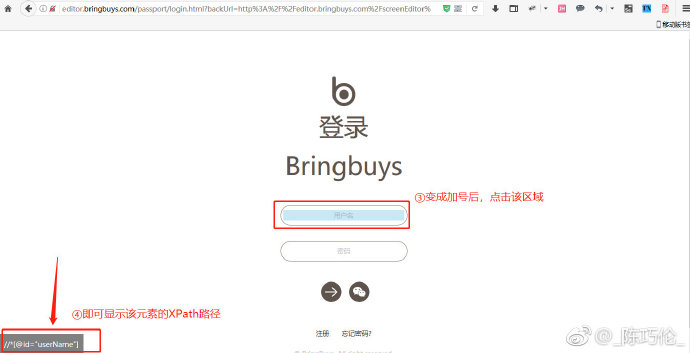 editor.bringbuys.com/passport/login.html?backUrl=http%3A%2F%2Feditor.bringbuys.com%2FscreenEditor%
移动版书签
登录
Bringbuys
③变成加号后，点击该区域
用户名
密码
注册
忘记密码?
④即可显示该元素的XPath路径
//*[@id="userName"]
@_陈巧伦_